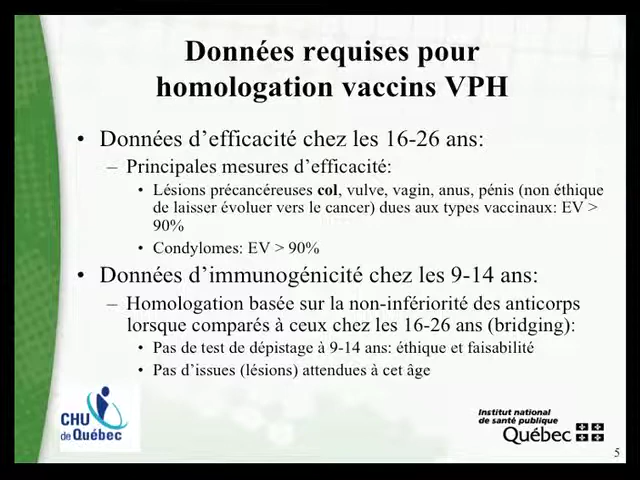 Données requises pour
homologation vaccins VPH
• Données d'efficacité chez les 16-26 ans:
– Principales mesures d'efficacité:
• Lésions précancéreuses col, vulve, vagin, anus, pénis (non éthique
de laisser évoluer vers le cancer) dues aux types vaccinaux: EV >
90%
• Condylomes: EV > 90%
• Données d'immunogénicité chez les 9-14 ans:
– Homologation basée sur la non-infériorité des anticorps
lorsque comparés à ceux chez les 16-26 ans (bridging):
• Pas de test de dépistage à 9-14 ans: éthique et faisabilité
• Pas d'issues (lésions) attendues à cet âge
CHU
de Québec
Institut national
de santé publique
Québec
5